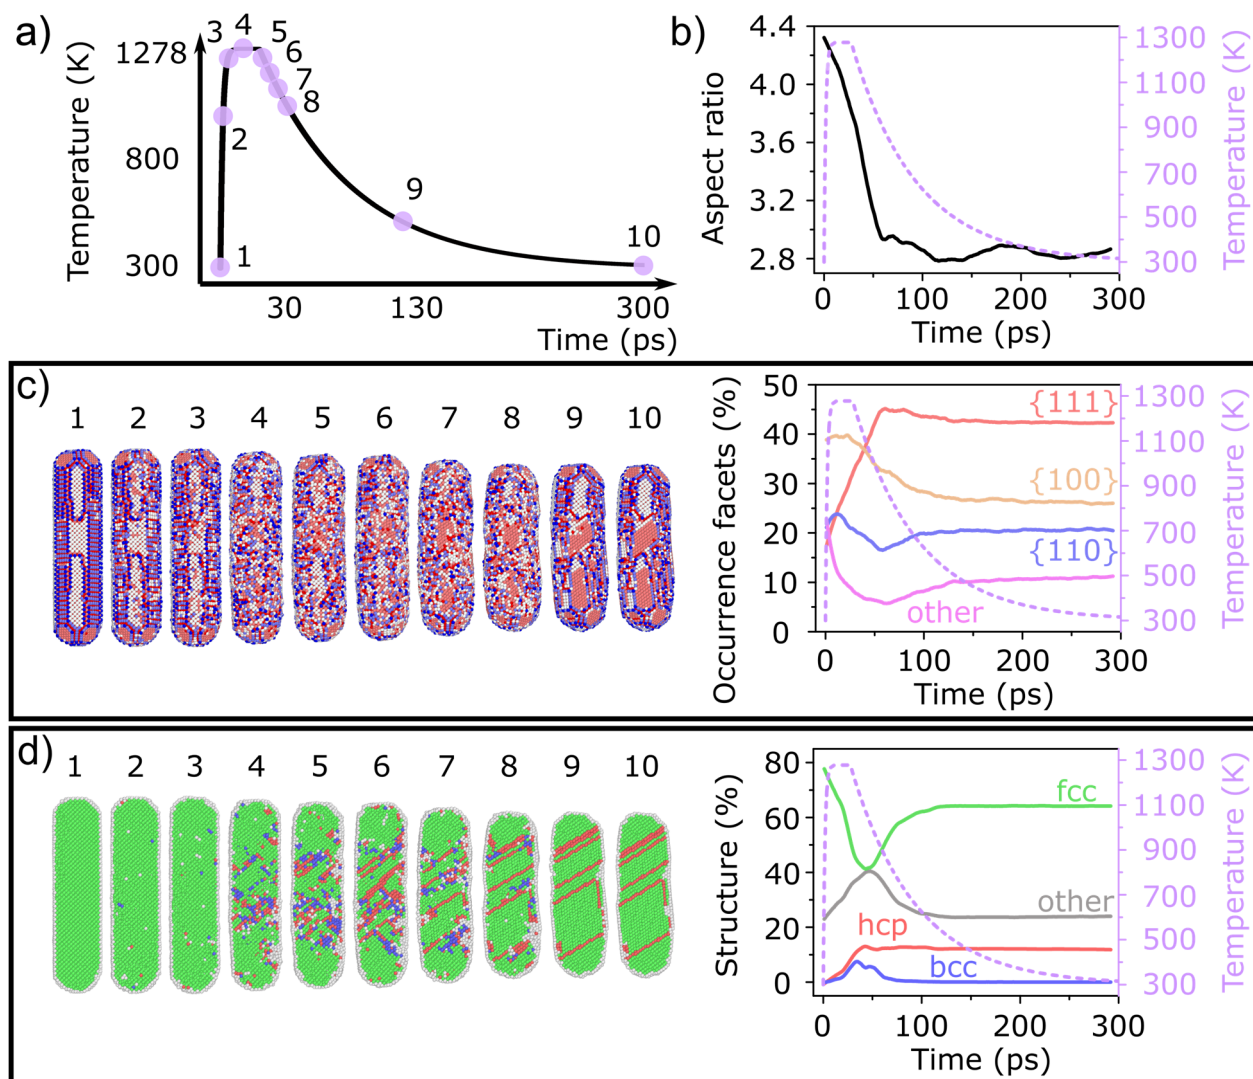 a)
Temperature (K)
1278
800
300
1
2
3
4
5
6
7
8
9
10
30
130
300
Time (ps)
b)
Aspect ratio
4.4
4.0
3.6
3.2
2.8
0
100
200
300
Time (ps)
1300
1100
900
700
500
300
Temperature (K)
c)
1 2 3 4 5 6 7 8 9 10
Occurrence facets (%)
50
40
30
20
10
0
{111}
{100}
{110}
other
0 100 200 300
Time (ps)
1300
1100
900
700
500
300
Temperature (K)
d)
1 2 3 4 5 6 7 8 9 10
Structure (%)
80
60
40
20
0
fcc
other
hcp
bcc
0 100 200 300
Time (ps)
1300
1100
900
700
500
300
Temperature (K)